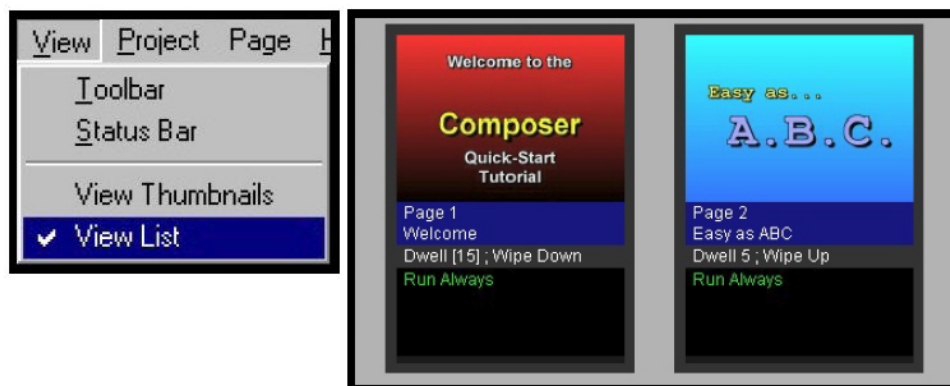 View Project Page
Toolbar
Status Bar
View Thumbnails
View List
Welcome to the
Composer
Quick-Start
Tutorial
Page 1
Welcome
Dwell [15] ; Wipe Down
Run Always
Easy as...
A.B.C.
Page 2
Easy as ABC
Dwell 5 ; Wipe Up
Run Always